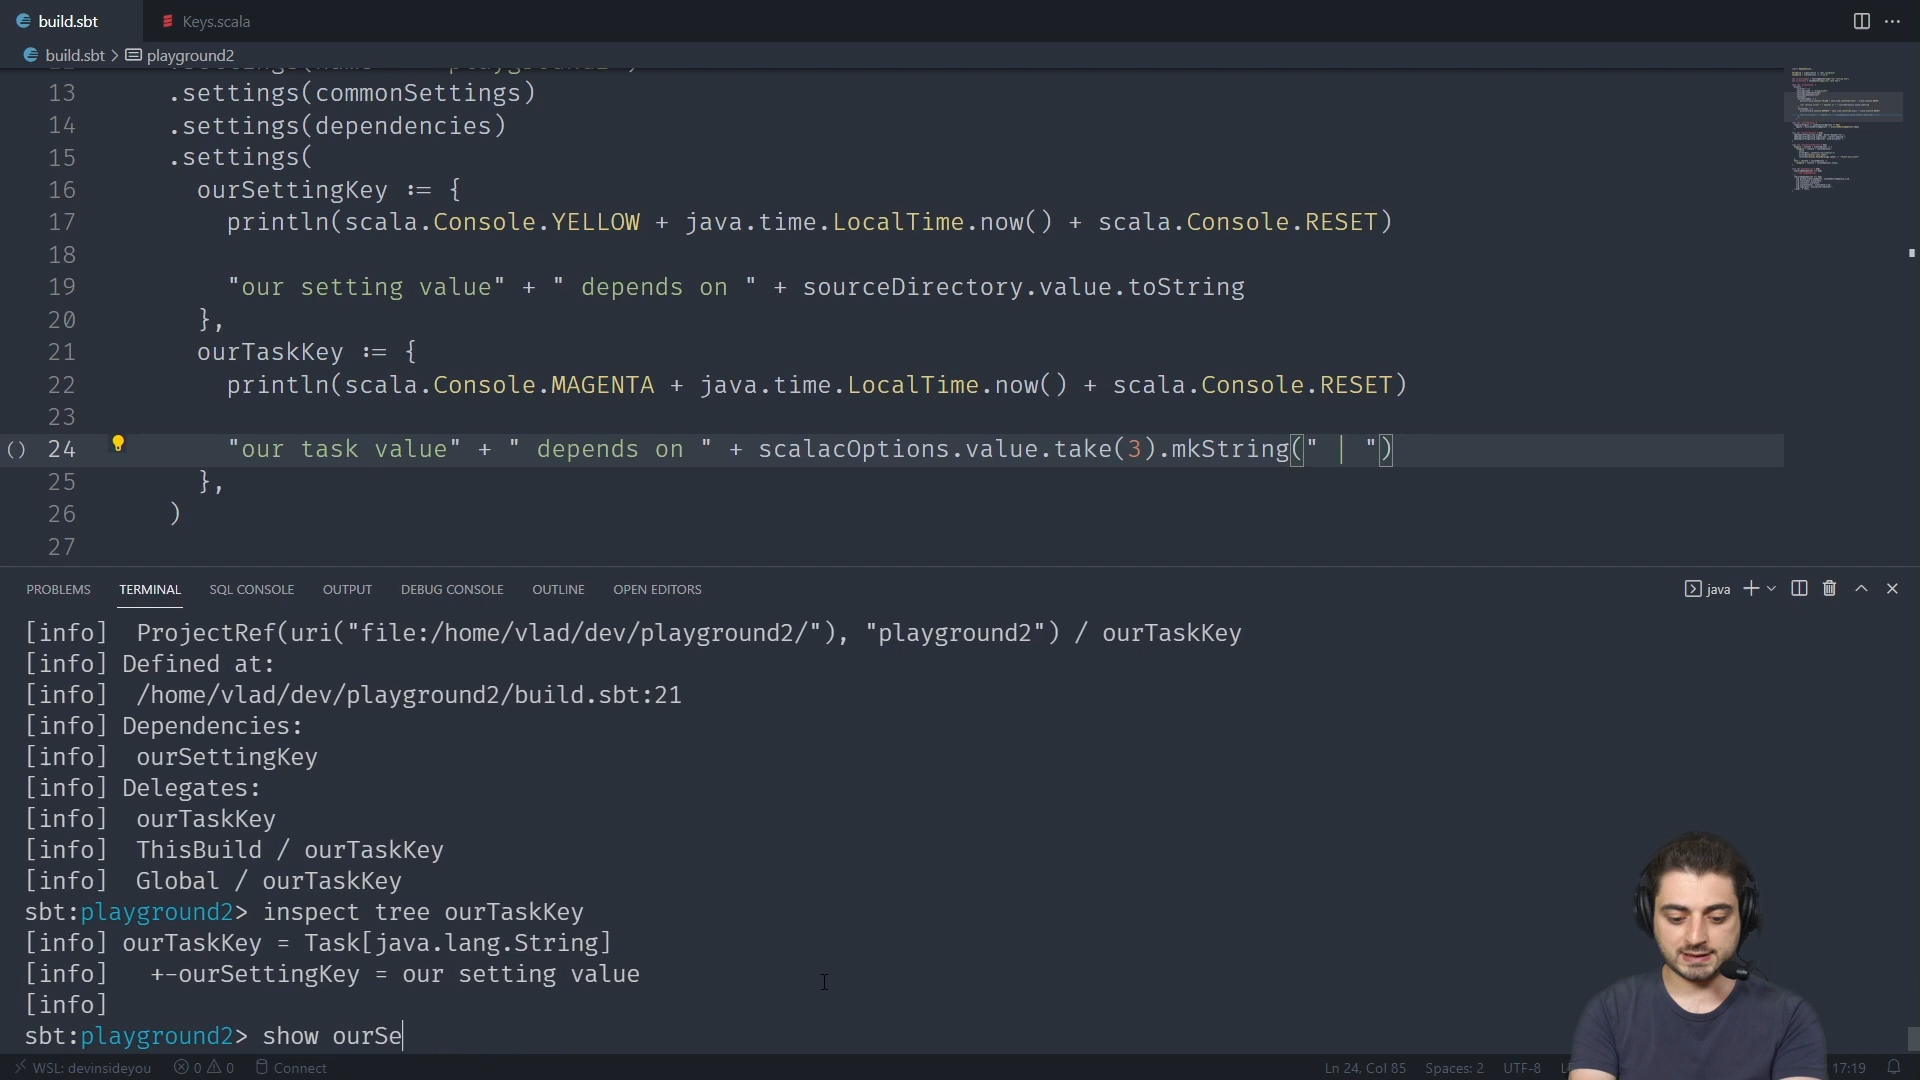 build.sbt
Keys.scala
build.sbt > playground2
13 .settings(commonSettings)
14 .settings(dependencies)
15 .settings(
16 ourSettingKey := {
17 println(scala.Console.YELLOW + java.time.LocalTime.now() + scala.Console.RESET)
18
19 "our setting value" + " depends on " + sourceDirectory.value.toString
20 },
21 ourTaskKey := {
22 println(scala.Console.MAGENTA + java.time.LocalTime.now() + scala.Console.RESET)
23
24 "our task value" + " depends on " + scalacOptions.value.take(3).mkString(" | ")
25 },
26 )
27
PROBLEMS TERMINAL SQL CONSOLE OUTPUT DEBUG CONSOLE OUTLINE OPEN EDITORS java
[info]  ProjectRef(uri("file:/home/vlad/dev/playground2/"), "playground2") / ourTaskKey
[info] Defined at:
[info]  /home/vlad/dev/playground2/build.sbt:21
[info] Dependencies:
[info]  ourSettingKey
[info] Delegates:
[info]  ourTaskKey
[info]  ThisBuild / ourTaskKey
[info]  Global / ourTaskKey
sbt:playground2> inspect tree ourTaskKey
[info] ourTaskKey = Task[java.lang.String]
[info]   +-ourSettingKey = our setting value
[info]
sbt:playground2> show ourSe
WSL: devinsideyou 0 0 Connect Ln 24, Col 85 Spaces: 2 UTF-8 17:19